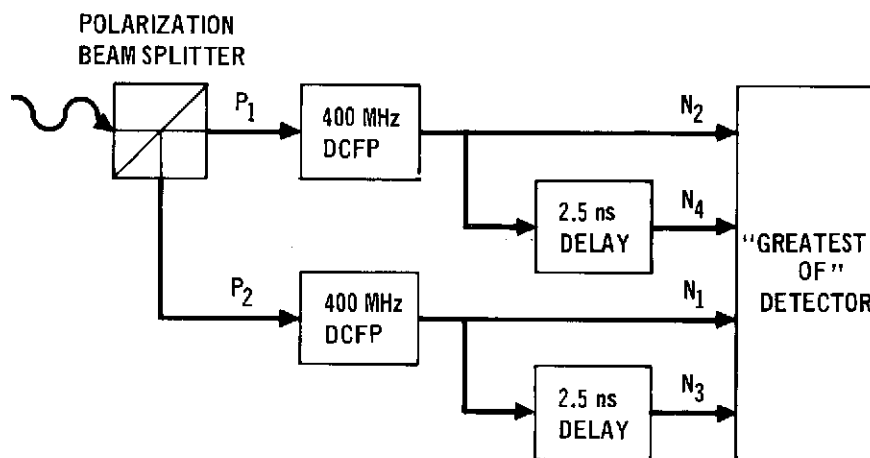 POLARIZATION
BEAM SPLITTER
P1
400 MHz
DCFP
N2
2.5 ns
DELAY
N4
"GREATEST
OF"
DETECTOR
P2
400 MHz
DCFP
N1
2.5 ns
DELAY
N3